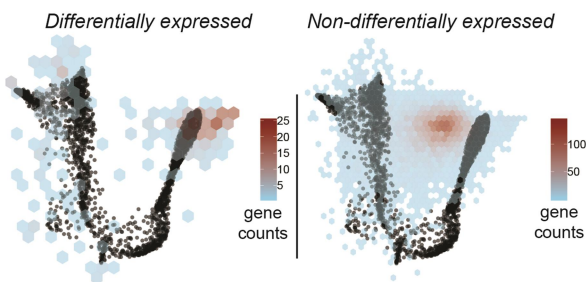 Differentially expressed
25
20
15
10
5
gene
counts
Non-differentially expressed
100
50
gene
counts